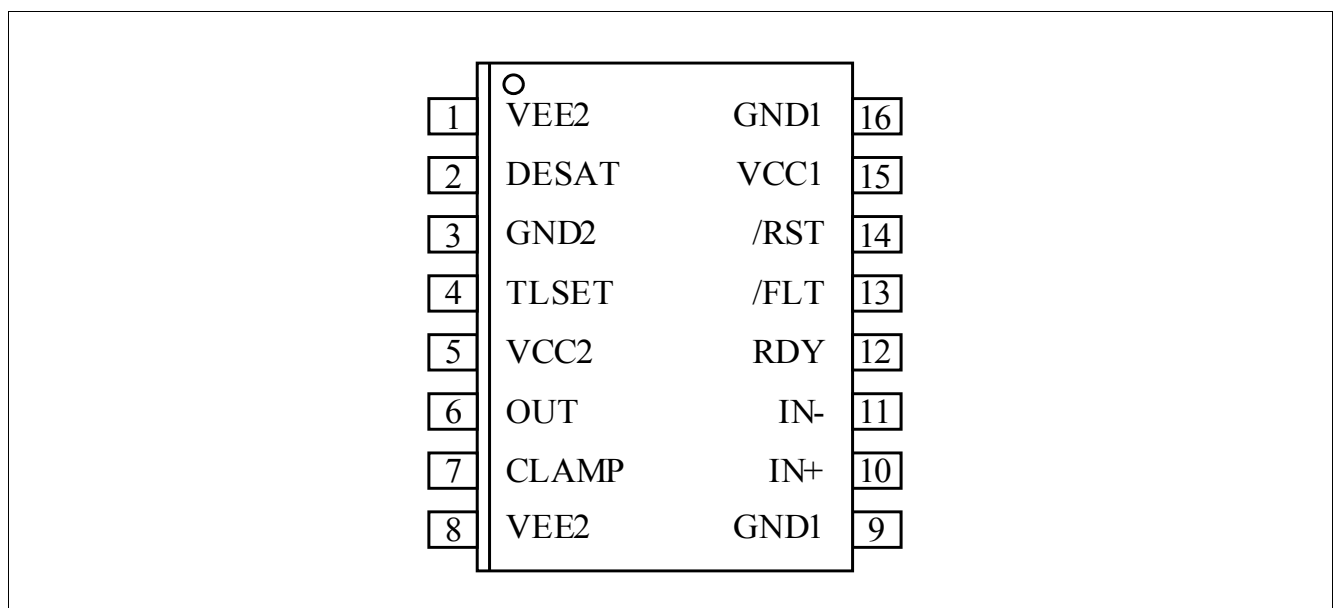 1 VEE2 GND1 16
2 DESAT VCC1 15
3 GND2 /RST 14
4 TLSET /FLT 13
5 VCC2 RDY 12
6 OUT IN- 11
7 CLAMP IN+ 10
8 VEE2 GND1 9